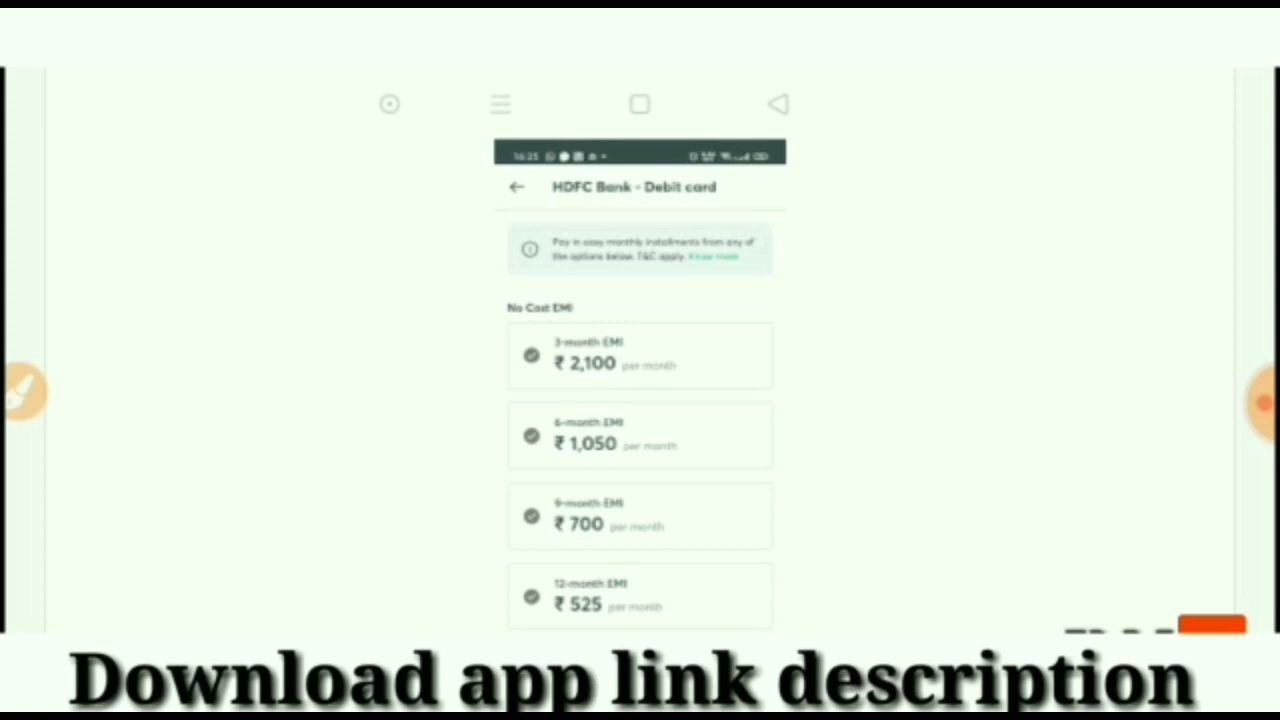 16:25
HDFC Bank - Debit card
Pay in easy monthly installments from any of
the options below. T&C apply. Know more
No Cost EMI
3-month EMI
₹ 2,100 per month
6-month EMI
₹ 1,050 per month
9-month EMI
₹ 700 per month
12-month EMI
₹ 525 per month
Download app link description